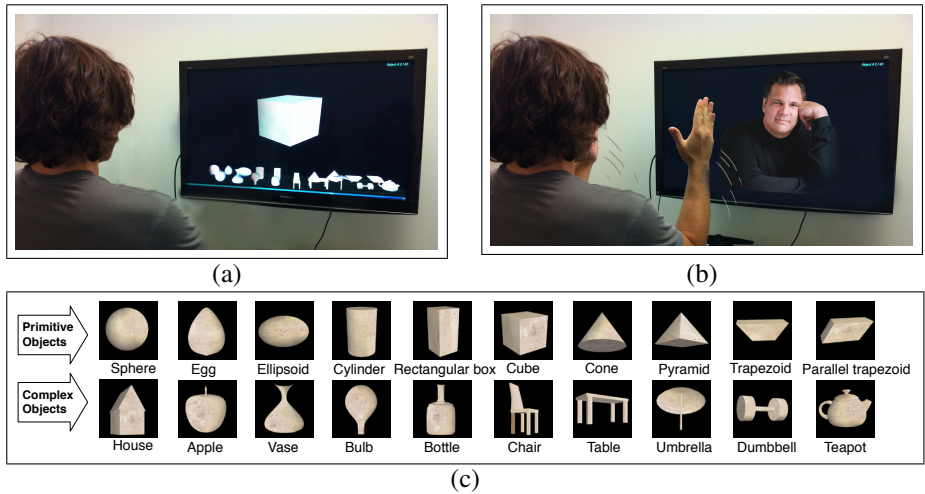 (a)
(b)
Primitive
Objects
Sphere Egg Ellipsoid Cylinder Rectangular box Cube Cone Pyramid Trapezoid Parallel trapezoid
Complex
Objects
House Apple Vase Bulb Bottle Chair Table Umbrella Dumbbell Teapot
(c)